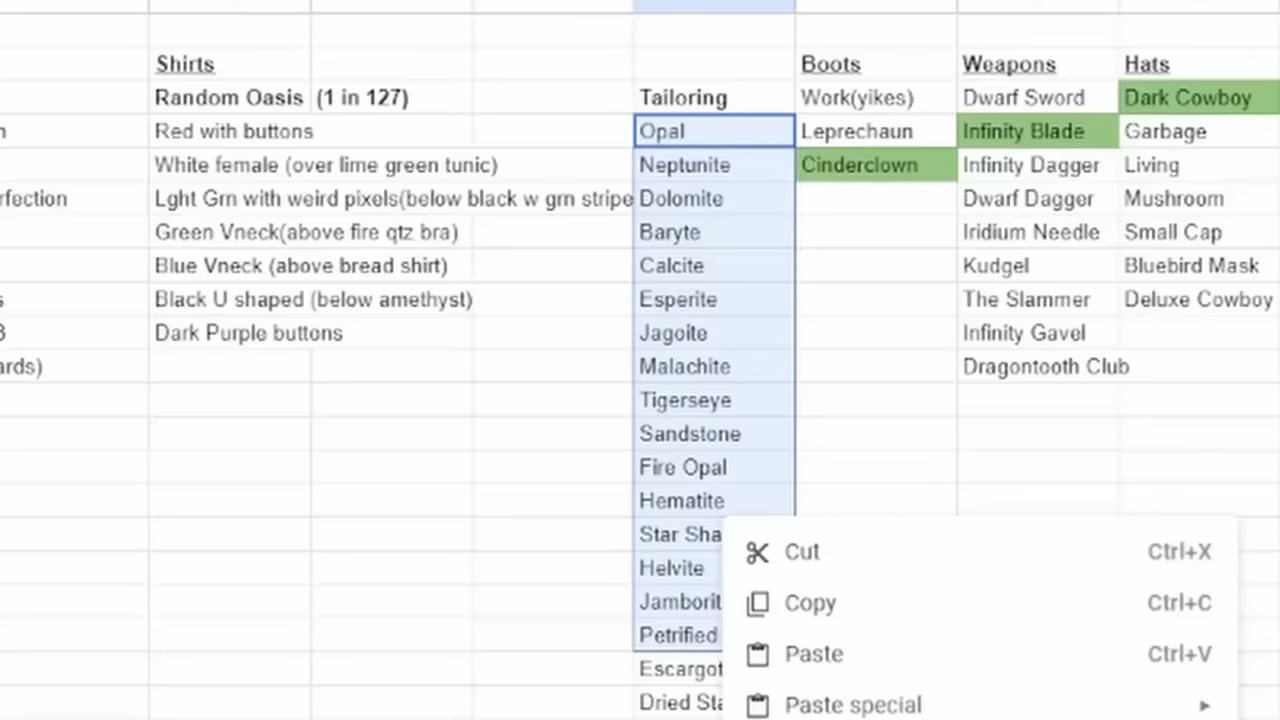 Shirts Boots Weapons Hats
Random Oasis (1 in 127) Tailoring Work(yikes) Dwarf Sword Dark Cowboy
Red with buttons Opal Leprechaun Infinity Blade Garbage
White female (over lime green tunic) Neptunite Cinderclown Infinity Dagger Living
rfection Lght Grn with weird pixels(below black w grn stripe Dolomite Dwarf Dagger Mushroom
Green Vneck(above fire qtz bra) Baryte Iridium Needle Small Cap
Blue Vneck (above bread shirt) Calcite Kudgel Bluebird Mask
s Black U shaped (below amethyst) Esperite The Slammer Deluxe Cowboy
Dark Purple buttons Jagoite Infinity Gavel
ards) Malachite Dragontooth Club
Tigerseye
Sandstone
Fire Opal
Hematite
Star Sha
Helvite
Jamborit
Petrified
Escargot
Dried Sta
Cut Ctrl+X
Copy Ctrl+C
Paste Ctrl+V
Paste special